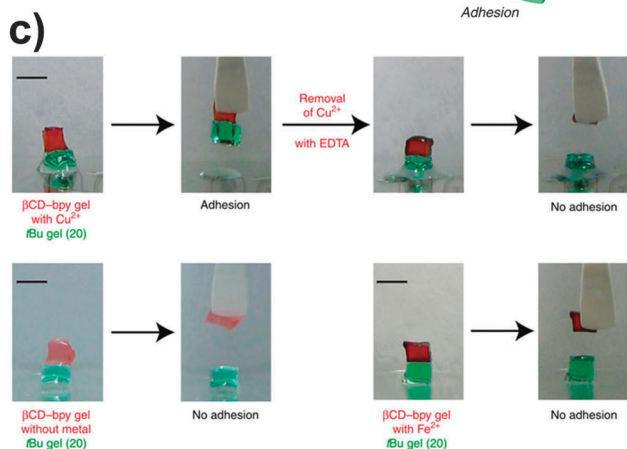 Adhesion
c)
Removal
of Cu²⁺
with EDTA
βCD–bpy gel
with Cu²⁺
tBu gel (20)
Adhesion
No adhesion
βCD–bpy gel
without metal
tBu gel (20)
No adhesion
βCD–bpy gel
with Fe²⁺
tBu gel (20)
No adhesion